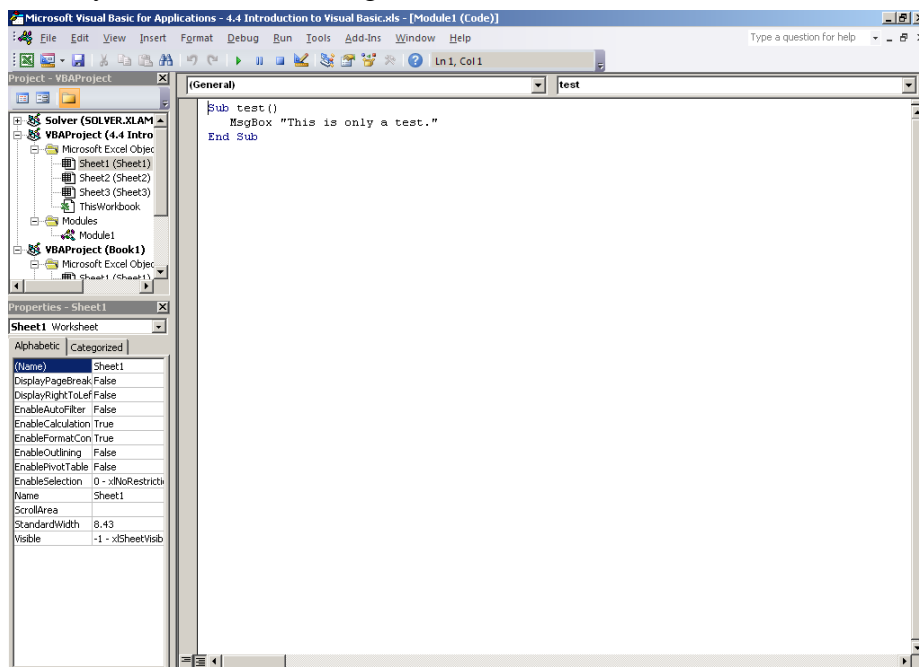 Microsoft Visual Basic for Applications - 4.4 Introduction to Visual Basic.xls - [Module1 (Code)]
File Edit View Insert Format Debug Run Tools Add-Ins Window Help Type a question for help
Ln 1, Col 1
Project - VBAProject
Solver (SOLVER.XLAM
VBAProject (4.4 Intro
Microsoft Excel Objec
Sheet1 (Sheet1)
Sheet2 (Sheet2)
Sheet3 (Sheet3)
ThisWorkbook
Modules
Module1
VBAProject (Book1)
Microsoft Excel Objec
Sheet1 (Sheet1)
Properties - Sheet1
Sheet1 Worksheet
Alphabetic Categorized
(Name) Sheet1
DisplayPageBreak False
DisplayRightToLef False
EnableAutoFilter False
EnableCalculation True
EnableFormatCon True
EnableOutlining False
EnablePivotTable False
EnableSelection 0 - xlNoRestricti
Name Sheet1
ScrollArea
StandardWidth 8.43
Visible -1 - xlSheetVisib
(General) test
Sub test()
MsgBox "This is only a test."
End Sub